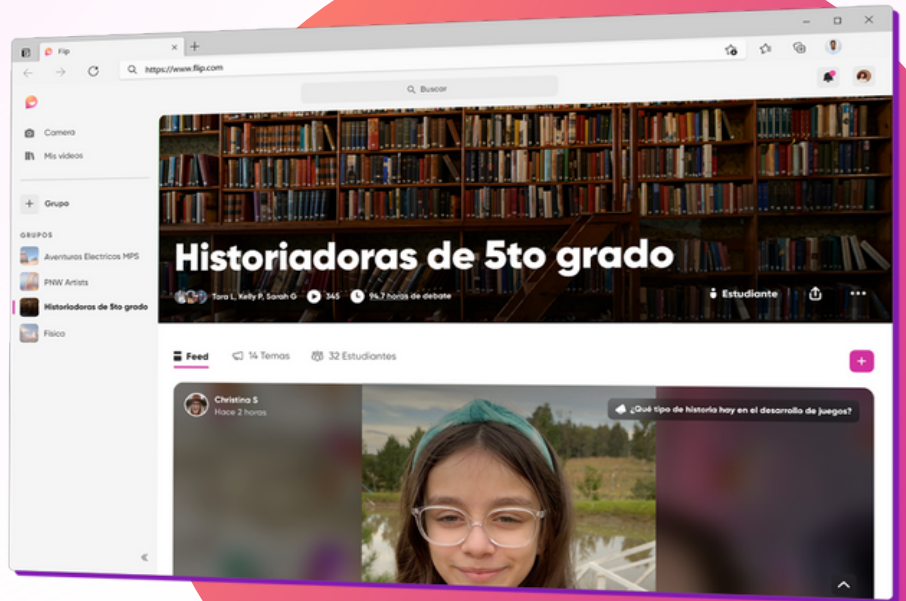 Flip
https://www.flip.com
Buscar
Camera
Mis videos
Grupo
GRUPOS
Aventuras Electricos MPS
PNW Artists
Historiadoras de 5to grado
Física
Historiadoras de 5to grado
Tara L, Kelly P, Sarah G 345 94.7 horas de debate
Estudiante
Feed 14 Temas 32 Estudiantes
Christina S
Hace 2 horas
¿Qué tipo de historia hay en el desarrollo de juegos?